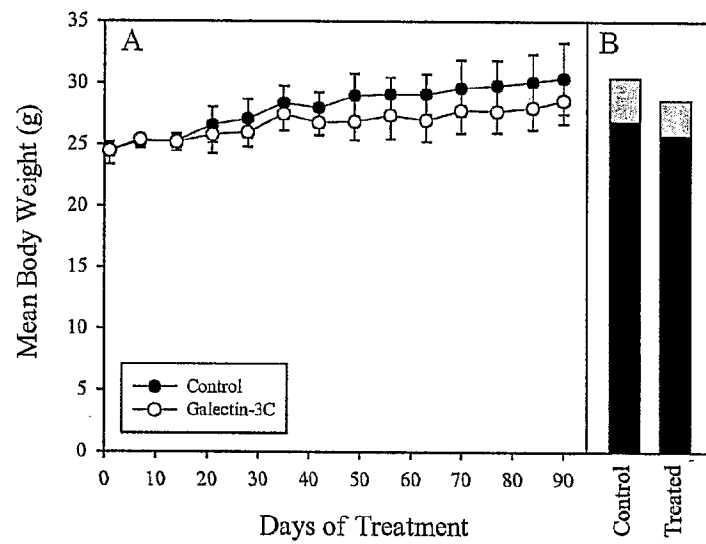 A
B
Mean Body Weight (g)
35
30
25
20
15
10
5
0
Control
Galectin-3C
0 10 20 30 40 50 60 70 80 90
Days of Treatment
Control
Treated